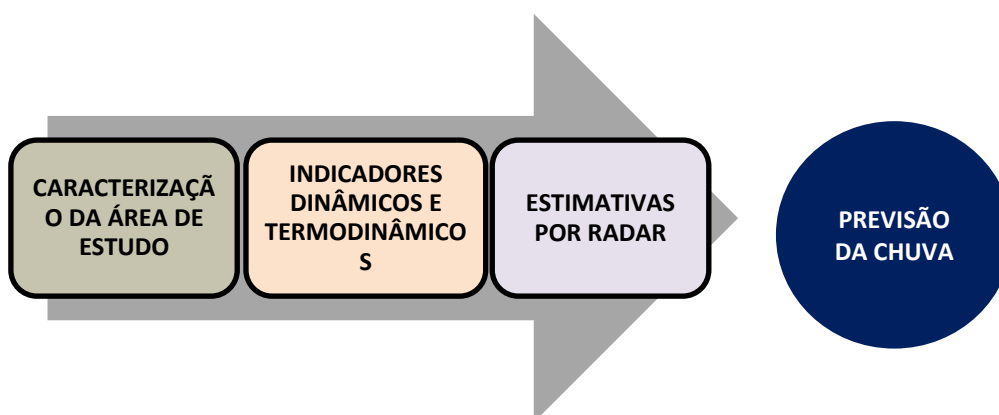 CARACTERIZAÇÃ
O DA ÁREA DE
ESTUDO
INDICADORES
DINÂMICOS E
TERMODINÂMICO
S
ESTIMATIVAS
POR RADAR
PREVISÃO
DA CHUVA